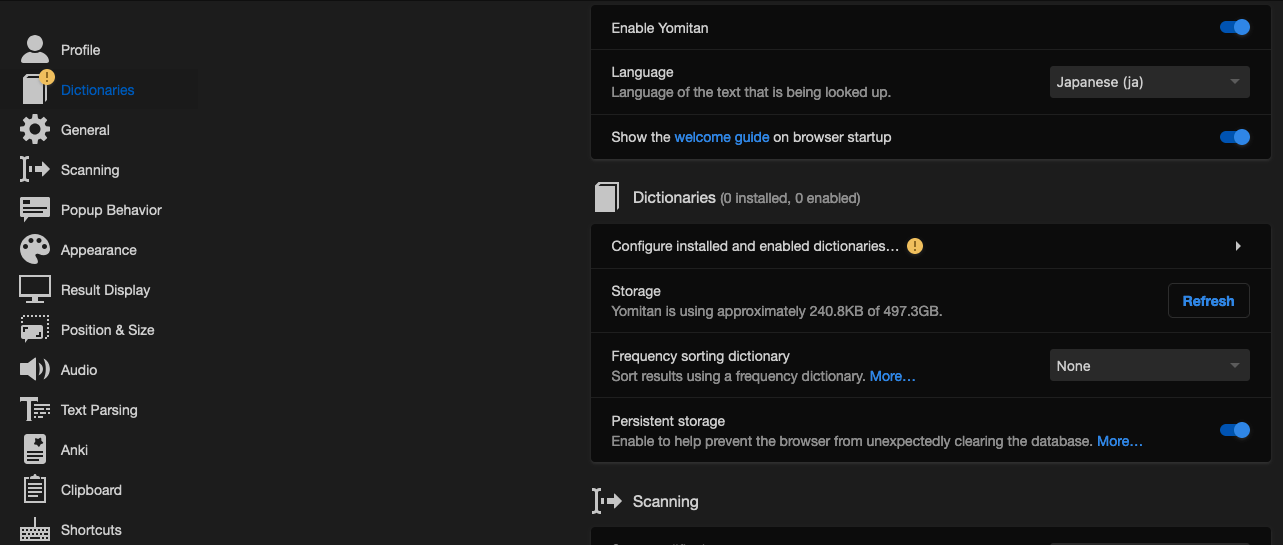 Profile
Dictionaries
General
Scanning
Popup Behavior
Appearance
Result Display
Position & Size
Audio
Text Parsing
Anki
Clipboard
Shortcuts
Enable Yomitan
Language
Language of the text that is being looked up.
Japanese (ja)
Show the welcome guide on browser startup
Dictionaries (0 installed, 0 enabled)
Configure installed and enabled dictionaries…
Storage
Yomitan is using approximately 240.8KB of 497.3GB.
Refresh
Frequency sorting dictionary
Sort results using a frequency dictionary. More…
None
Persistent storage
Enable to help prevent the browser from unexpectedly clearing the database. More…
Scanning